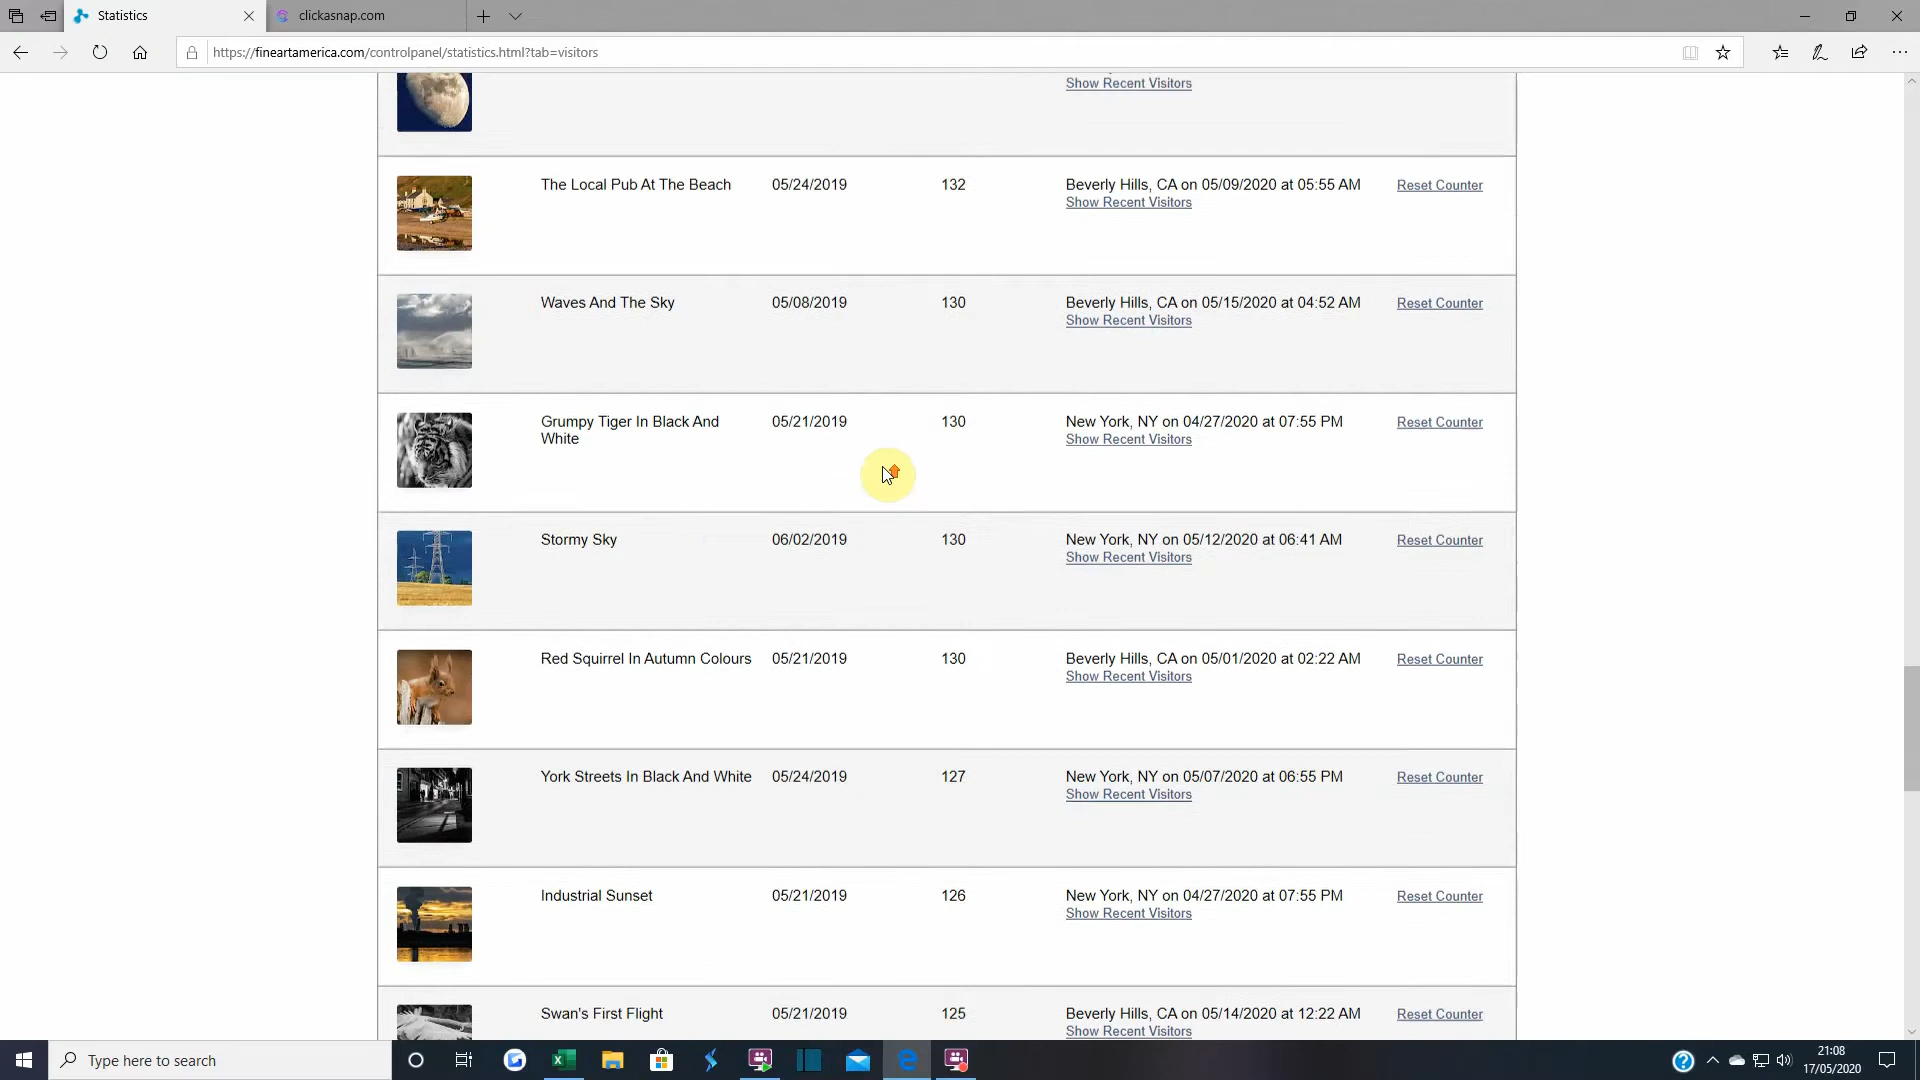 Statistics
clickasnap.com
https://fineartamerica.com/controlpanel/statistics.html?tab=visitors
Show Recent Visitors
The Local Pub At The Beach 05/24/2019 132 Beverly Hills, CA on 05/09/2020 at 05:55 AM Reset Counter
Show Recent Visitors
Waves And The Sky 05/08/2019 130 Beverly Hills, CA on 05/15/2020 at 04:52 AM Reset Counter
Show Recent Visitors
Grumpy Tiger In Black And 05/21/2019 130 New York, NY on 04/27/2020 at 07:55 PM Reset Counter
White Show Recent Visitors
Stormy Sky 06/02/2019 130 New York, NY on 05/12/2020 at 06:41 AM Reset Counter
Show Recent Visitors
Red Squirrel In Autumn Colours 05/21/2019 130 Beverly Hills, CA on 05/01/2020 at 02:22 AM Reset Counter
Show Recent Visitors
York Streets In Black And White 05/24/2019 127 New York, NY on 05/07/2020 at 06:55 PM Reset Counter
Show Recent Visitors
Industrial Sunset 05/21/2019 126 New York, NY on 04/27/2020 at 07:55 PM Reset Counter
Show Recent Visitors
Swan's First Flight 05/21/2019 125 Beverly Hills, CA on 05/14/2020 at 12:22 AM Reset Counter
Show Recent Visitors
Type here to search
21:08
17/05/2020